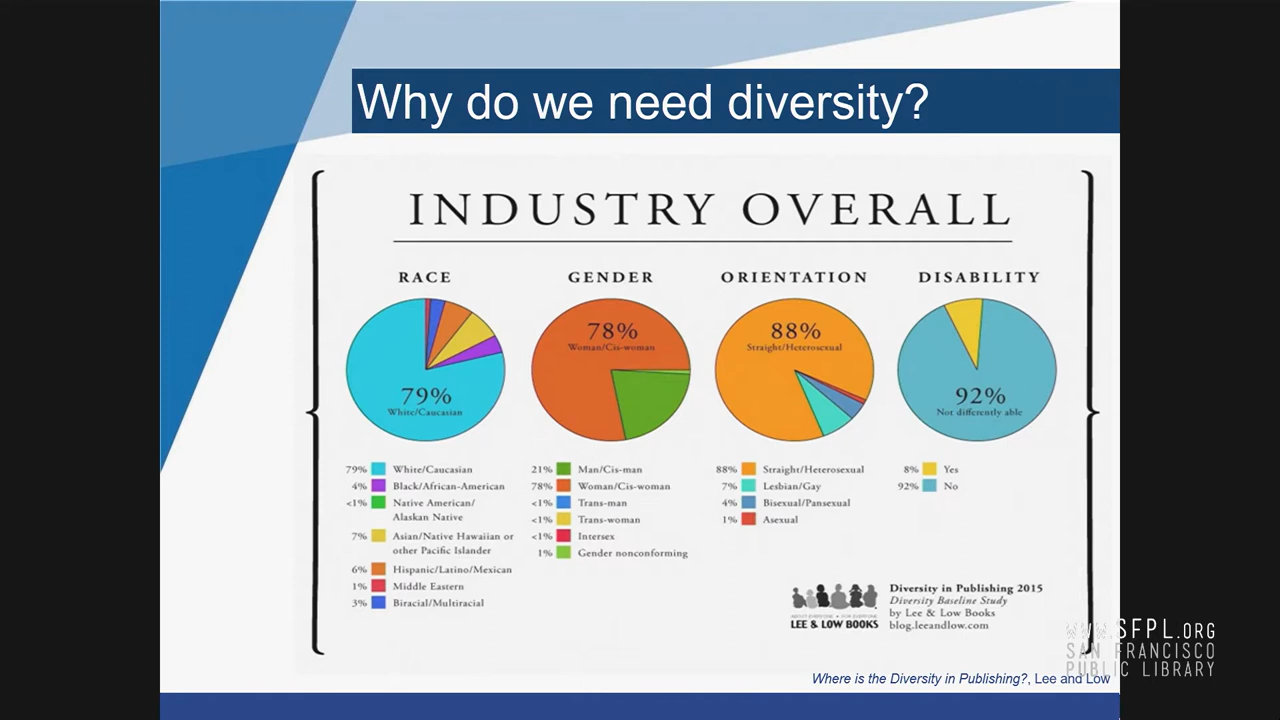 Why do we need diversity?
INDUSTRY OVERALL
RACE
79%
White/Caucasian
79% White/Caucasian
4% Black/African-American
<1% Native American/
Alaskan Native
7% Asian/Native Hawaiian or
other Pacific Islander
6% Hispanic/Latino/Mexican
1% Middle Eastern
3% Biracial/Multiracial
GENDER
78%
Woman/Cis-woman
21% Man/Cis-man
78% Woman/Cis-woman
<1% Trans-man
<1% Trans-woman
<1% Intersex
1% Gender nonconforming
ORIENTATION
88%
Straight/Heterosexual
88% Straight/Heterosexual
7% Lesbian/Gay
4% Bisexual/Pansexual
1% Asexual
DISABILITY
92%
Not differently able
8% Yes
92% No
ABOUT EVERYONE • FOR EVERYONE
LEE & LOW BOOKS
Diversity in Publishing 2015
Diversity Baseline Study
by Lee & Low Books
blog.leeandlow.com
Where is the Diversity in Publishing?, Lee and Low
WWW.SFPL.ORG
SAN FRANCISCO
PUBLIC LIBRARY